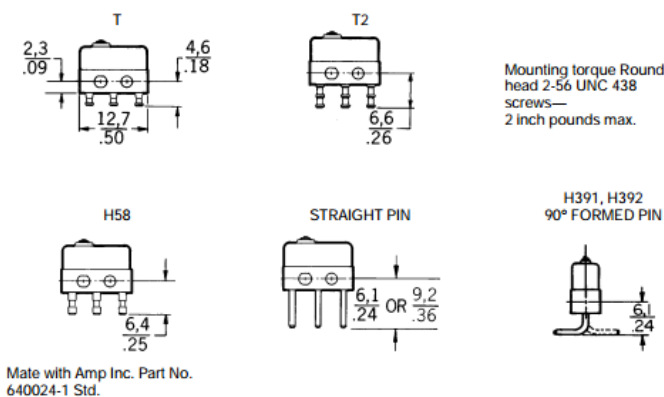 T
2,3
.09
4,6
.18
12,7
.50
T2
6,6
.26
Mounting torque Round
head 2-56 UNC 438
screws—
2 inch pounds max.
H58
6,4
.25
Mate with Amp Inc. Part No.
640024-1 Std.
STRAIGHT PIN
6,1 OR 9,2
.24 .36
H391, H392
90° FORMED PIN
6,1
.24